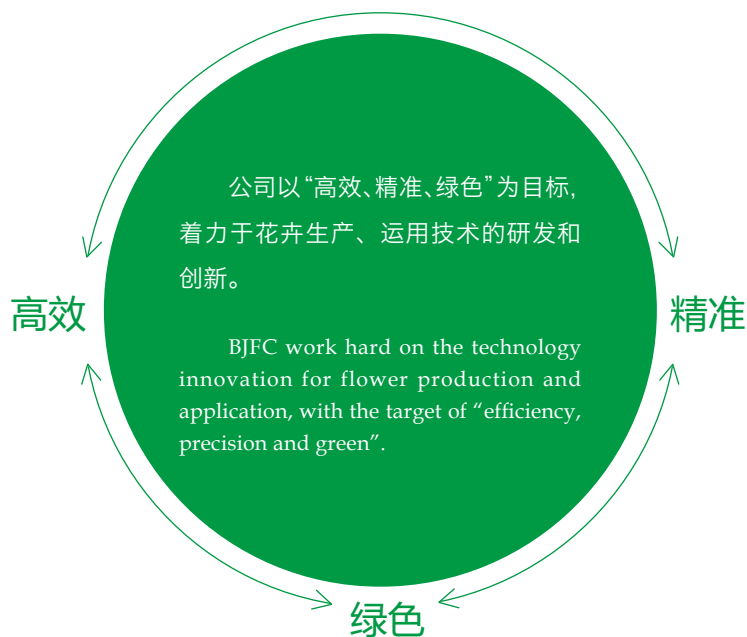 公司以“高效、精准、绿色”为目标,
着力于花卉生产、运用技术的研发和
创新。
高效
精准
BJFC work hard on the technology
innovation for flower production and
application, with the target of “efficiency,
precision and green”.
绿色